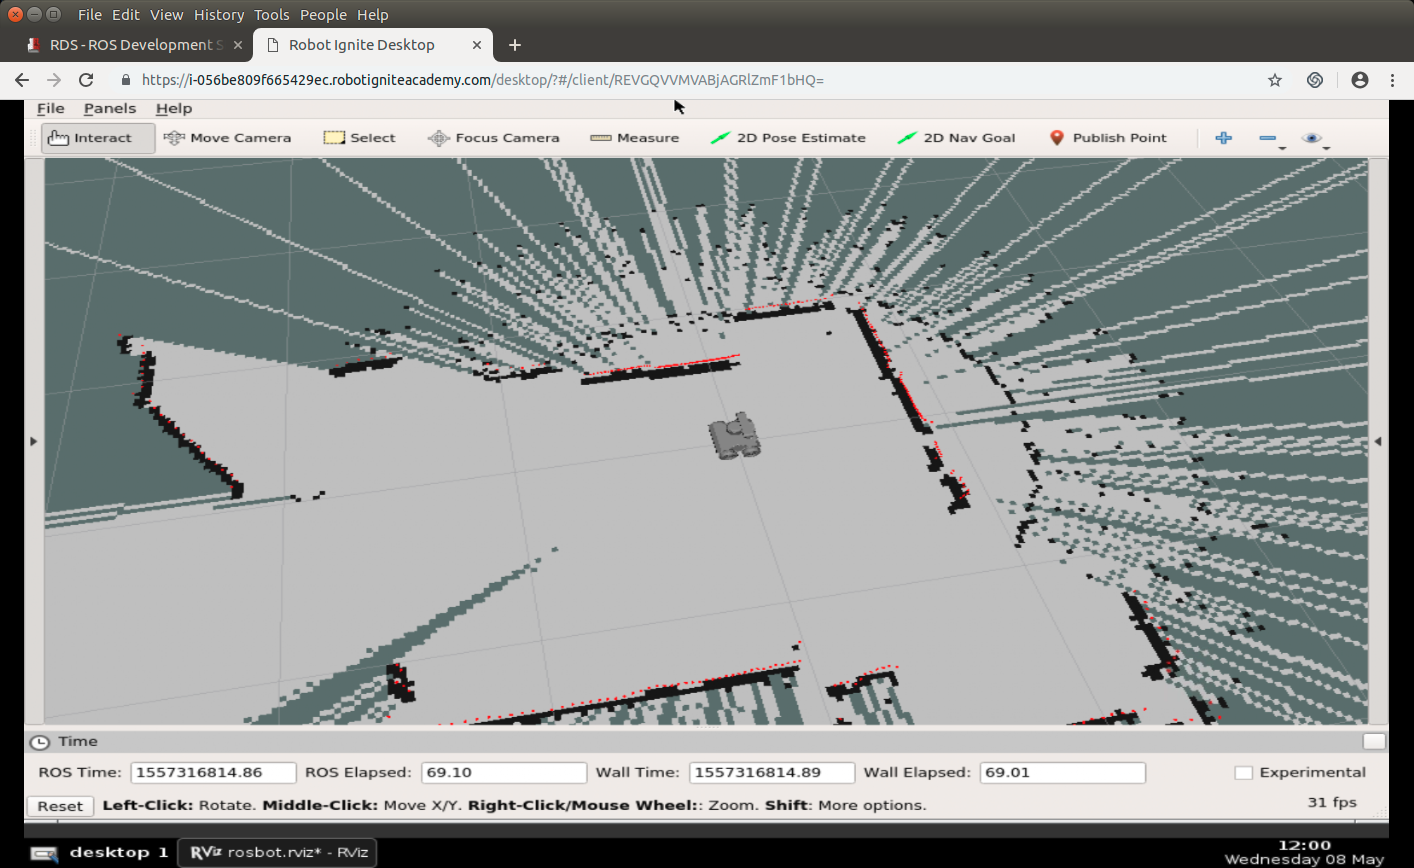 File Edit View History Tools People Help
RDS - ROS Development S
Robot Ignite Desktop
https://i-056be809f665429ec.robotigniteacademy.com/desktop/?#/client/REVGQVVMVABjAGRlZmF1bHQ=
File Panels Help
Interact Move Camera Select Focus Camera Measure 2D Pose Estimate 2D Nav Goal Publish Point
Time
ROS Time: 1557316814.86 ROS Elapsed: 69.10 Wall Time: 1557316814.89 Wall Elapsed: 69.01 Experimental
Reset Left-Click: Rotate. Middle-Click: Move X/Y. Right-Click/Mouse Wheel:: Zoom. Shift: More options. 31 fps
desktop 1 RViz rosbot.rviz* - RViz 12:00
Wednesday 08 May